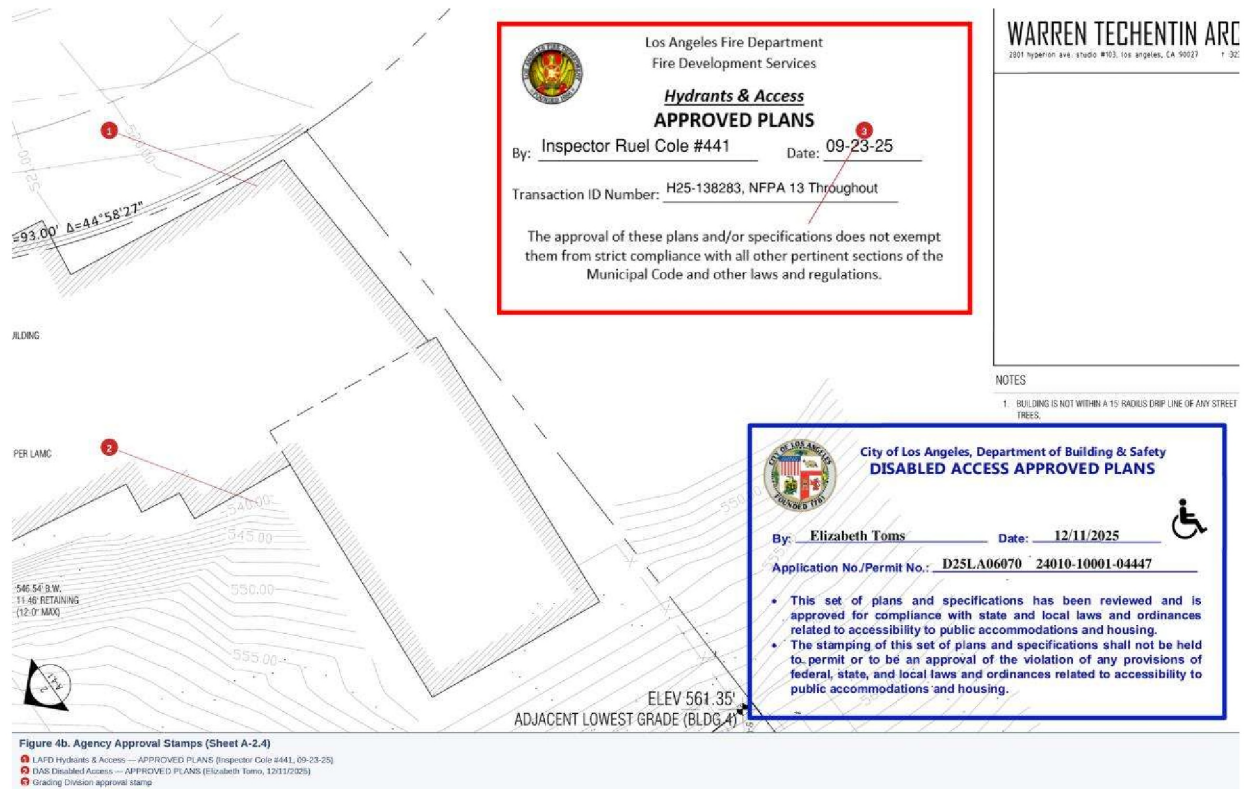 WARREN TECHENTIN ARC
2801 hyperion ave. studio #103, los angeles, CA 90027
Los Angeles Fire Department
Fire Development Services
Hydrants & Access
APPROVED PLANS
By: Inspector Ruel Cole #441 Date: 09-23-25
Transaction ID Number: H25-138283, NFPA 13 Throughout
The approval of these plans and/or specifications does not exempt
them from strict compliance with all other pertinent sections of the
Municipal Code and other laws and regulations.
1
3
=93.00' Δ=44°58'27"
ILDING
NOTES
1. BUILDING IS NOT WITHIN A 15' RADIUS DRIP LINE OF ANY STREET
TREES.
PER LAMC
2
540.00
545.00
550.00
555.00
546.54' B.W.
11.46' RETAINING
(12.0' MAX)
City of Los Angeles, Department of Building & Safety
DISABLED ACCESS APPROVED PLANS
By: Elizabeth Toms Date: 12/11/2025
Application No./Permit No.: D25LA06070 24010-10001-04447
• This set of plans and specifications has been reviewed and is
approved for compliance with state and local laws and ordinances
related to accessibility to public accommodations and housing.
• The stamping of this set of plans and specifications shall not be held
to permit or to be an approval of the violation of any provisions of
federal, state, and local laws and ordinances related to accessibility to
public accommodations and housing.
ELEV 561.35'
ADJACENT LOWEST GRADE (BLDG 4)
Figure 4b. Agency Approval Stamps (Sheet A-2.4)
1 LAFD Hydrants & Access — APPROVED PLANS (Inspector Cole #441, 09-23-25)
2 DAS Disabled Access — APPROVED PLANS (Elizabeth Tomo, 12/11/2025)
3 Grading Division approval stamp